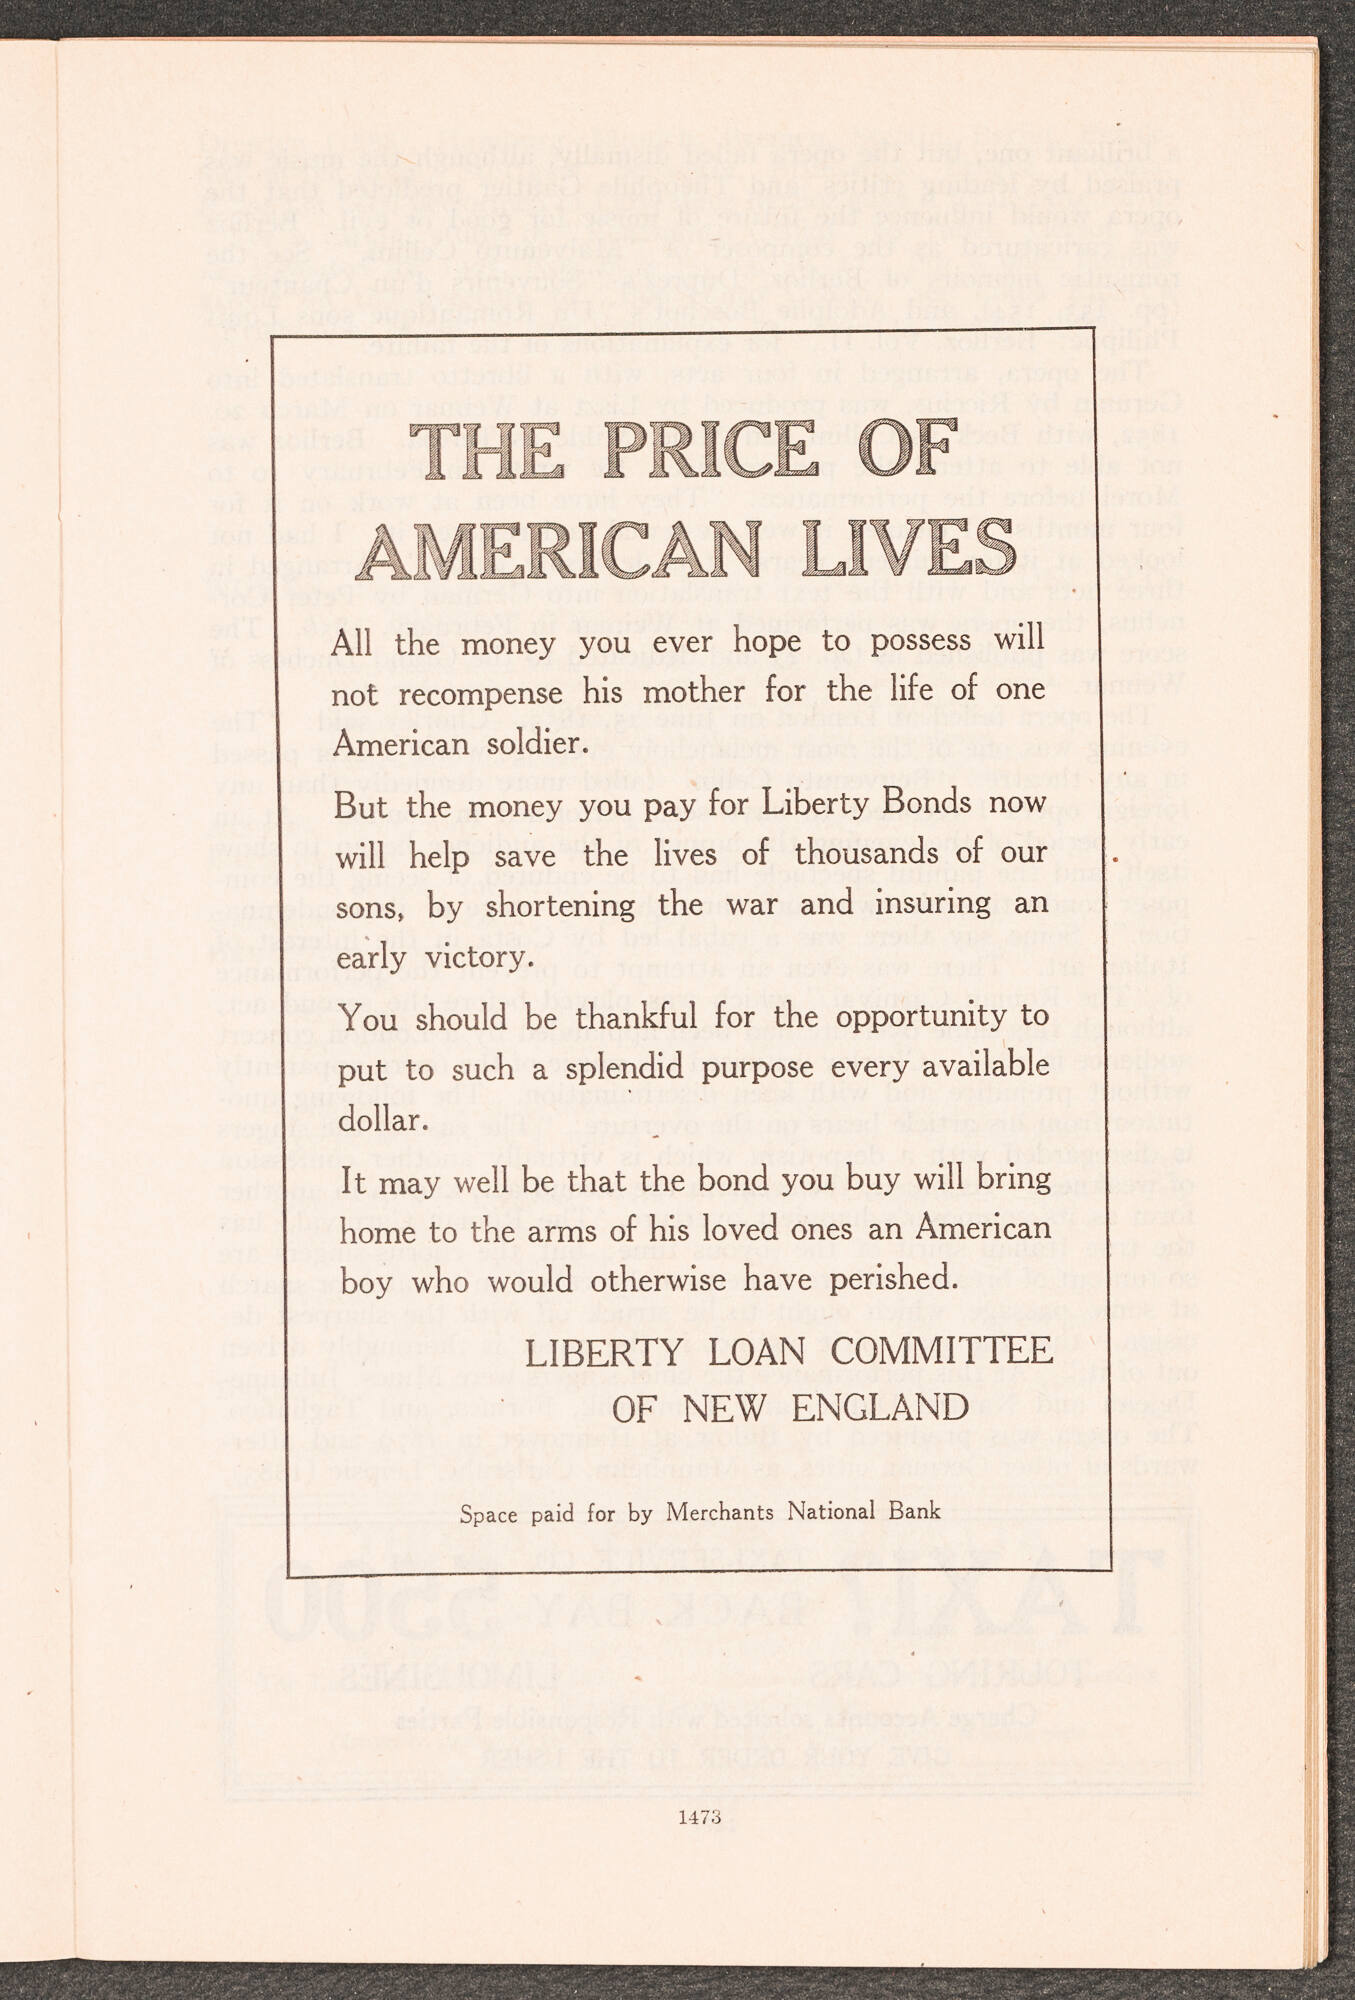 THE PRICE OF
AMERICAN LIVES
All the money you ever hope to possess will
not recompense his mother for the life of one
American soldier.
But the money you pay for Liberty Bonds now
will help save the lives of thousands of our
sons, by shortening the war and insuring an
early victory.
You should be thankful for the opportunity to
put to such a splendid purpose every available
dollar.
It may well be that the bond you buy will bring
home to the arms of his loved ones an American
boy who would otherwise have perished.
LIBERTY LOAN COMMITTEE
OF NEW ENGLAND
Space paid for by Merchants National Bank
1473